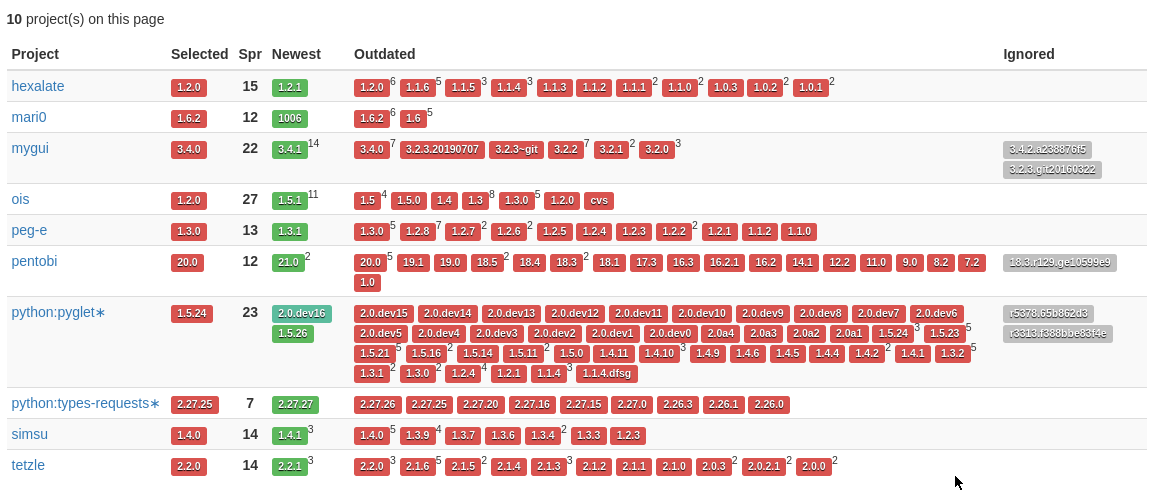 10 project(s) on this page
Project Selected Spr Newest Outdated Ignored
hexalate 1.2.0 15 1.2.1 1.2.0 6 1.1.6 5 1.1.5 3 1.1.4 3 1.1.3 1.1.2 1.1.1 2 1.1.0 2 1.0.3 1.0.2 2 1.0.1 2
mari0 1.6.2 12 1006 1.6.2 6 1.6 5
mygui 3.4.0 22 3.4.1 14 3.4.0 7 3.2.3.20190707 3.2.3~git 3.2.2 7 3.2.1 2 3.2.0 3 3.4.2.a238876f5
3.2.3.git20160322
ois 1.2.0 27 1.5.1 11 1.5 4 1.5.0 1.4 1.3 8 1.3.0 5 1.2.0 cvs
peg-e 1.3.0 13 1.3.1 1.3.0 5 1.2.8 7 1.2.7 2 1.2.6 2 1.2.5 1.2.4 1.2.3 1.2.2 2 1.2.1 1.1.2 1.1.0
pentobi 20.0 12 21.0 2 20.0 5 19.1 19.0 18.5 2 18.4 18.3 2 18.1 17.3 16.3 16.2.1 16.2 14.1 12.2 11.0 9.0 8.2 7.2 18.3.r129.ge10599e9
1.0
python:pyglet∗ 1.5.24 23 2.0.dev16 2.0.dev15 2.0.dev14 2.0.dev13 2.0.dev12 2.0.dev11 2.0.dev10 2.0.dev9 2.0.dev8 2.0.dev7 2.0.dev6 r5378.65b862d3
1.5.26 2.0.dev5 2.0.dev4 2.0.dev3 2.0.dev2 2.0.dev1 2.0.dev0 2.0a4 2.0a3 2.0a2 2.0a1 1.5.24 3 1.5.23 5 r3313.f388bbe83f4e
1.5.21 5 1.5.16 2 1.5.14 1.5.11 2 1.5.0 1.4.11 1.4.10 3 1.4.9 1.4.6 1.4.5 1.4.4 1.4.2 2 1.4.1 1.3.2 5
1.3.1 2 1.3.0 2 1.2.4 4 1.2.1 1.1.4 3 1.1.4.dfsg
python:types-requests∗ 2.27.25 7 2.27.27 2.27.26 2.27.25 2.27.20 2.27.16 2.27.15 2.27.0 2.26.3 2.26.1 2.26.0
simsu 1.4.0 14 1.4.1 3 1.4.0 5 1.3.9 4 1.3.7 1.3.6 1.3.4 2 1.3.3 1.2.3
tetzle 2.2.0 14 2.2.1 3 2.2.0 3 2.1.6 5 2.1.5 2 2.1.4 2.1.3 3 2.1.2 2.1.1 2.1.0 2.0.3 2 2.0.2.1 2 2.0.0 2